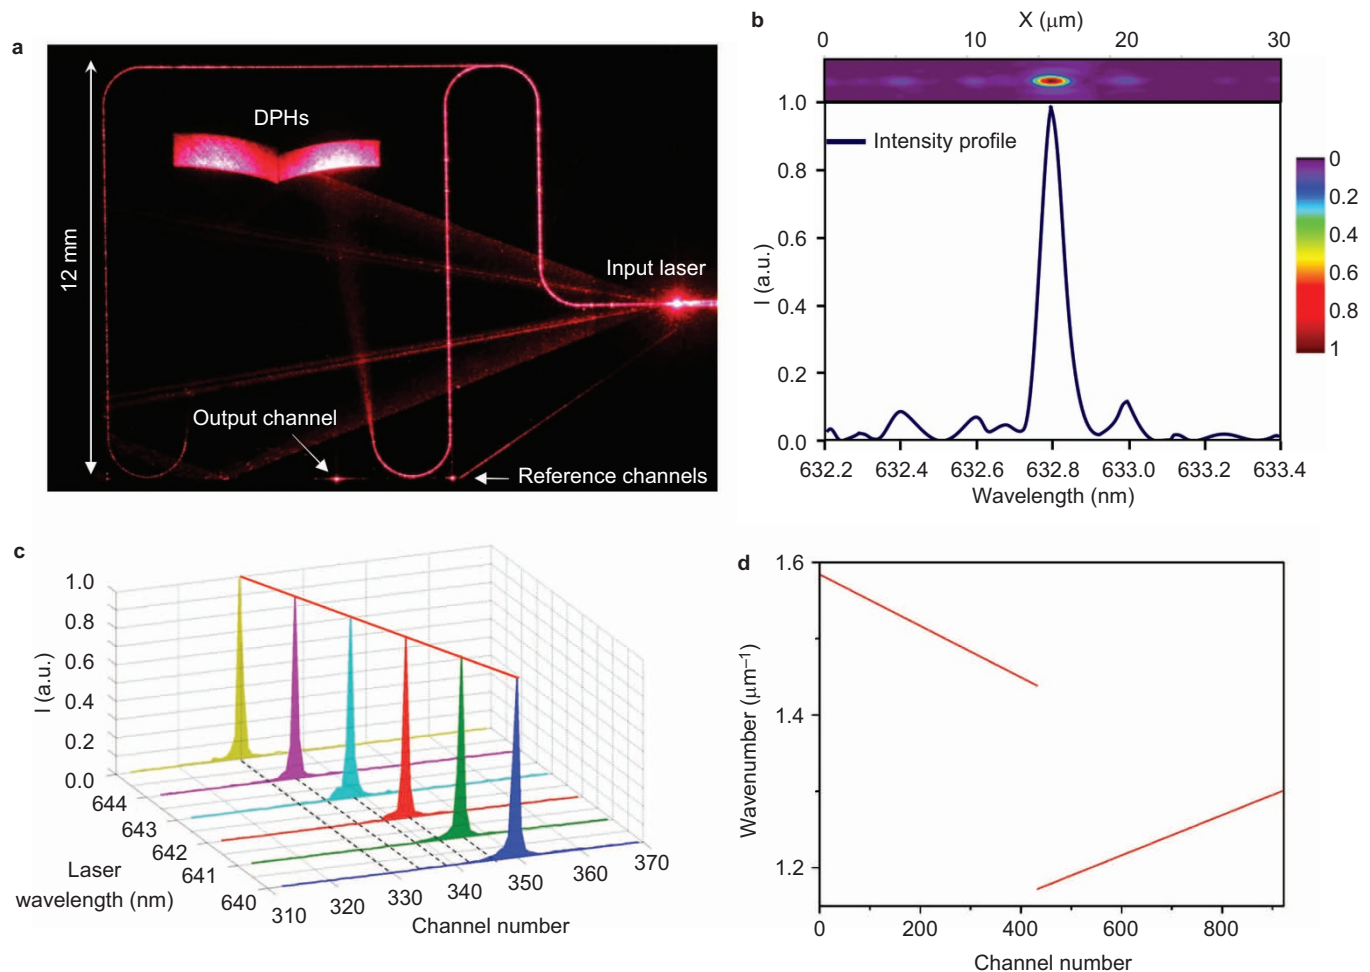 a
DPHs
12 mm
Input laser
Output channel
Reference channels
b
X (μm)
0 10 20 30
1.0
0.8
0.6
0.4
0.2
0.0
I (a.u.)
Intensity profile
632.2 632.4 632.6 632.8 633.0 633.2 633.4
Wavelength (nm)
0
0.2
0.4
0.6
0.8
1
c
1.0
0.8
0.6
0.4
0.2
0.0
I (a.u.)
644
643
642
641
640
Laser
wavelength (nm)
310 320 330 340 350 360 370
Channel number
d
1.6
1.4
1.2
Wavenumber (μm⁻¹)
0 200 400 600 800
Channel number